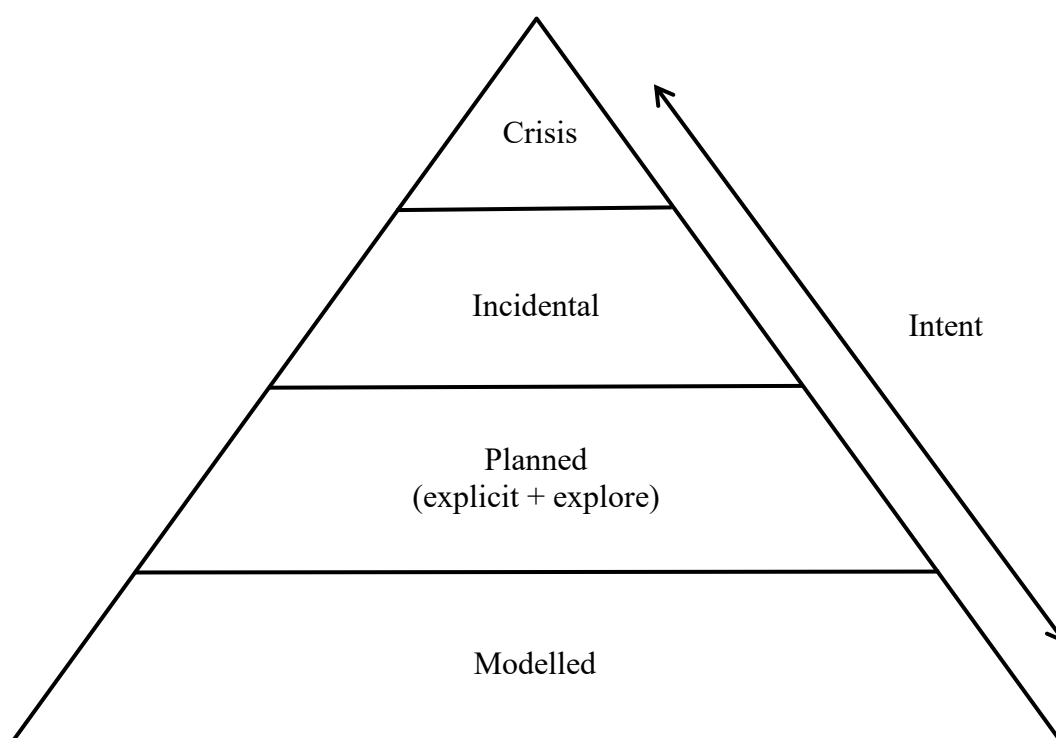 Crisis
Incidental
Intent
Planned
(explicit + explore)
Modelled